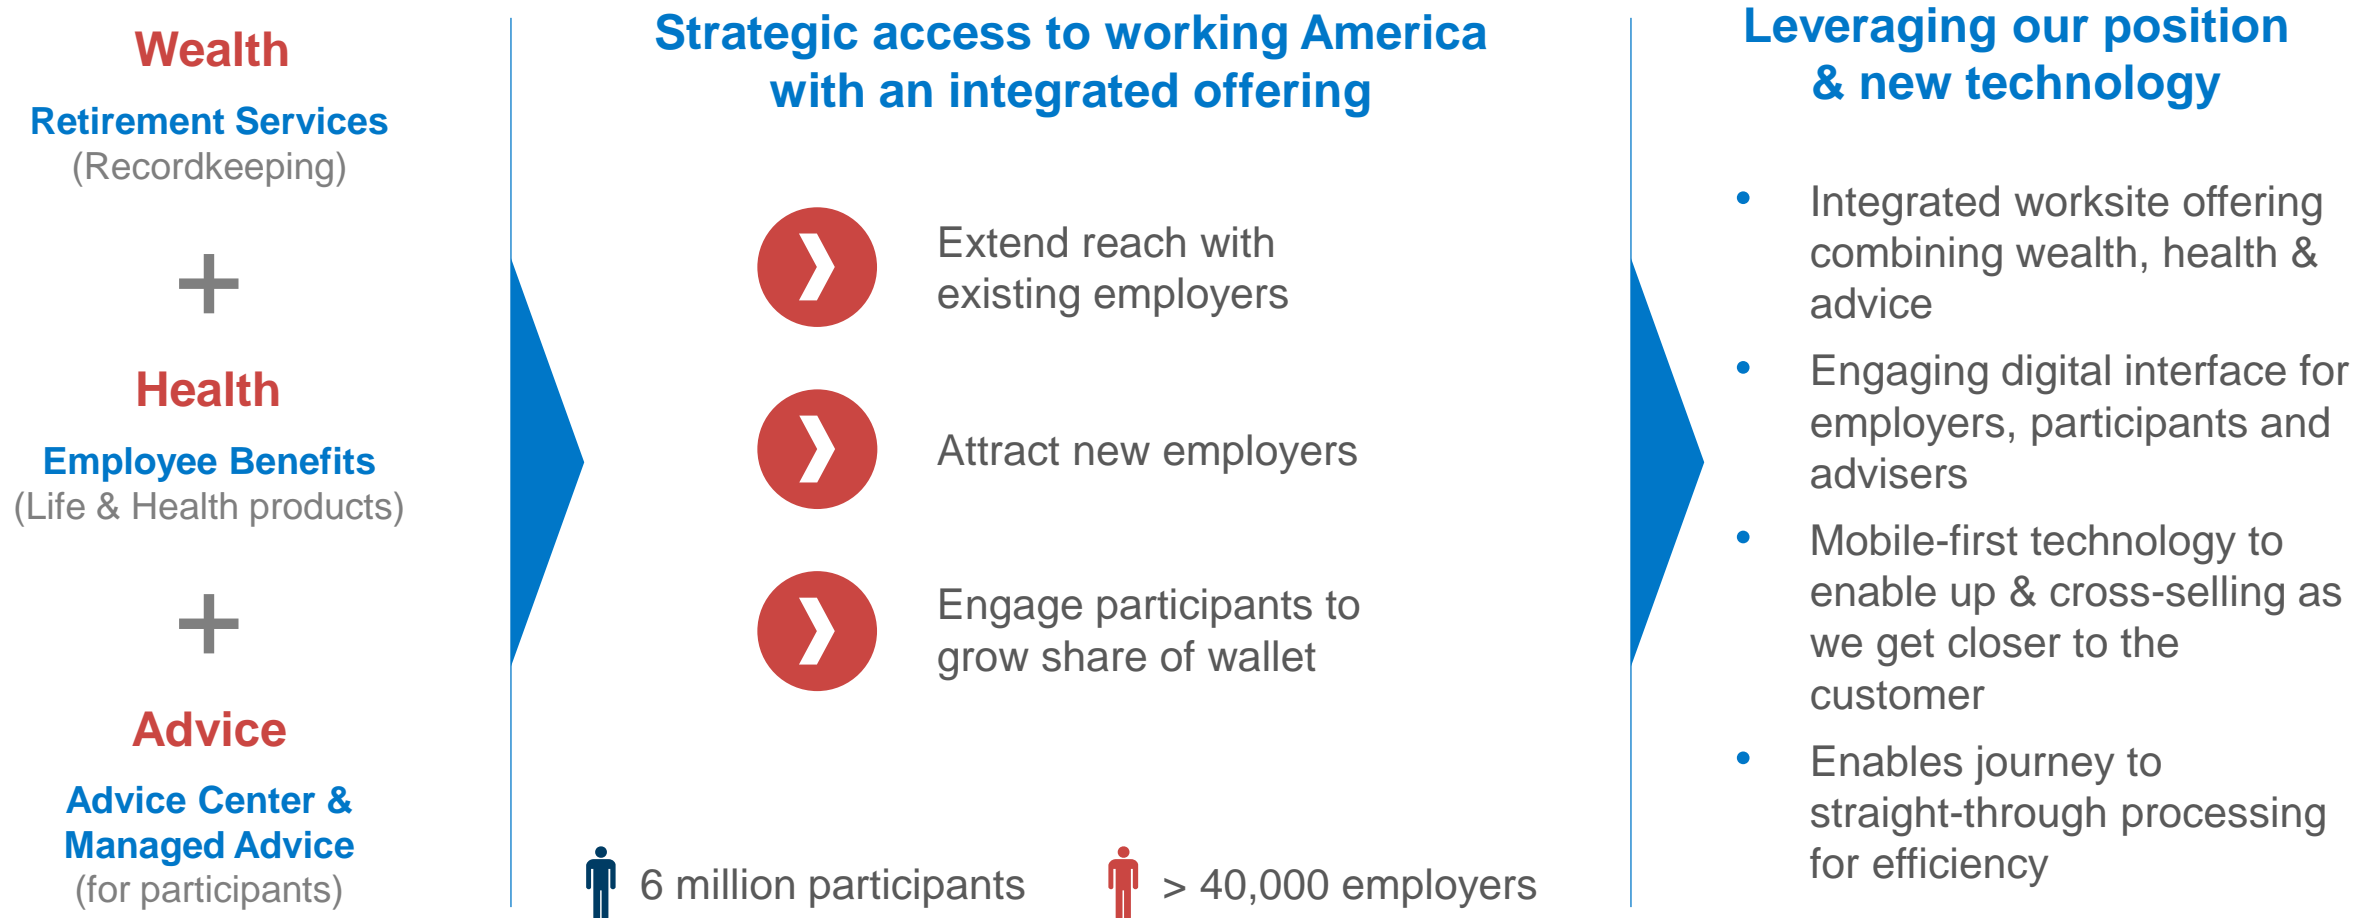 Wealth
Retirement Services
(Recordkeeping)
+
Health
Employee Benefits
(Life & Health products)
+
Advice
Advice Center &
Managed Advice
(for participants)
Strategic access to working America
with an integrated offering
Extend reach with
existing employers
Attract new employers
Engage participants to
grow share of wallet
6 million participants
> 40,000 employers
Leveraging our position
& new technology
• Integrated worksite offering
combining wealth, health &
advice
• Engaging digital interface for
employers, participants and
advisers
• Mobile-first technology to
enable up & cross-selling as
we get closer to the
customer
• Enables journey to
straight-through processing
for efficiency